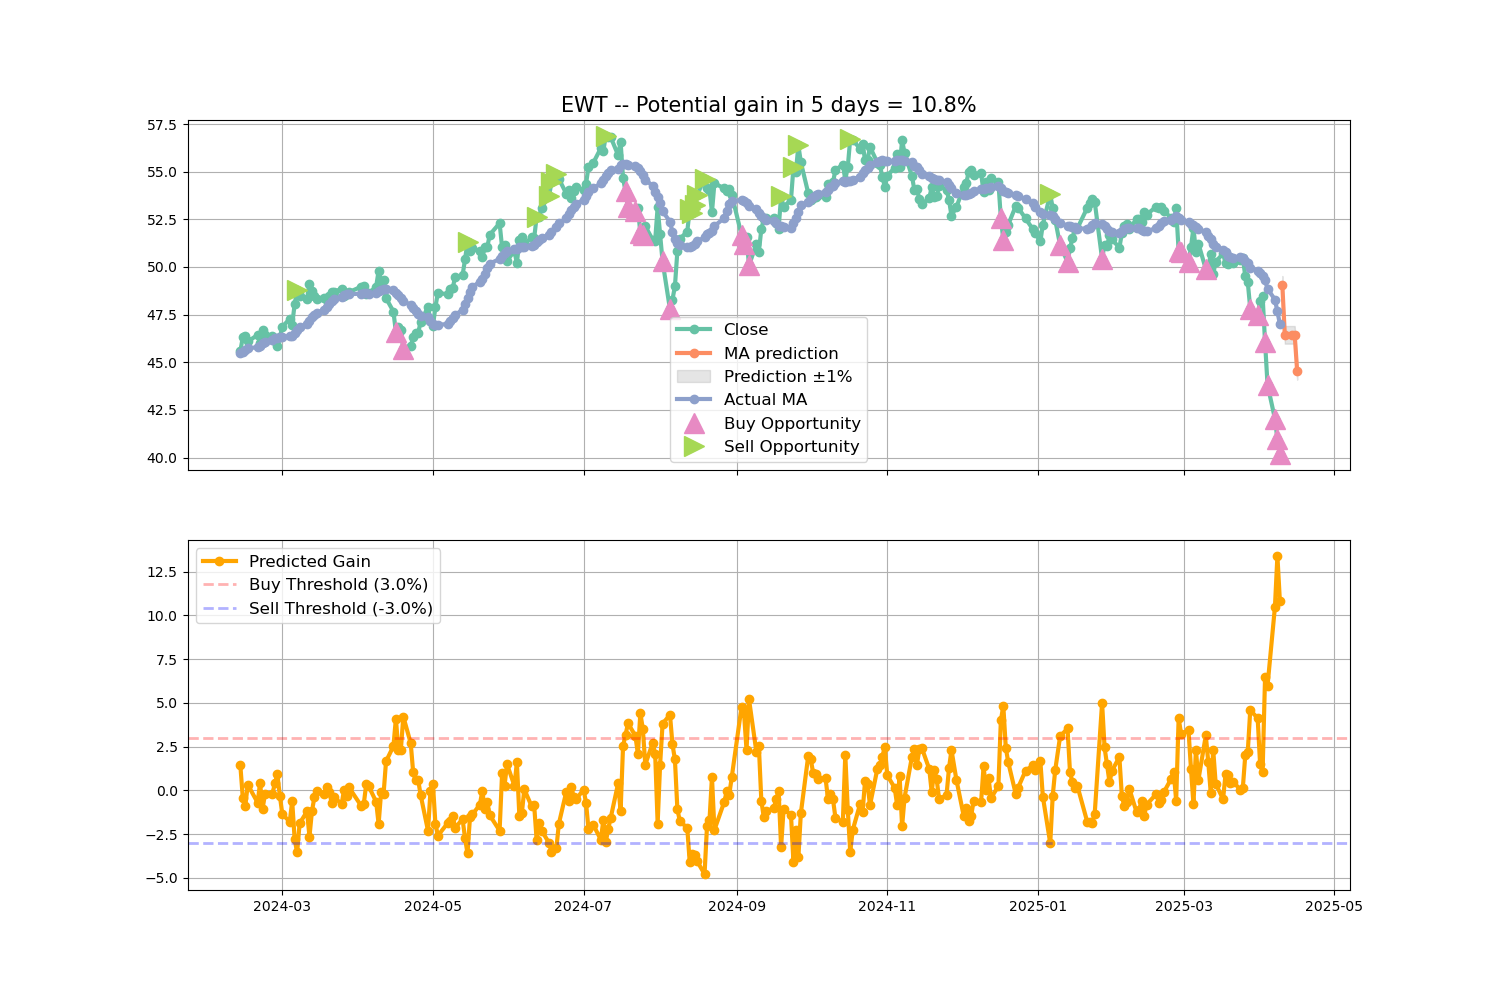 EWT -- Potential gain in 5 days = 10.8%
57.5
55.0
52.5
50.0
47.5
45.0
42.5
40.0
Close
MA prediction
Prediction ±1%
Actual MA
Buy Opportunity
Sell Opportunity
12.5
10.0
7.5
5.0
2.5
0.0
−2.5
−5.0
Predicted Gain
Buy Threshold (3.0%)
Sell Threshold (-3.0%)
2024-03
2024-05
2024-07
2024-09
2024-11
2025-01
2025-03
2025-05